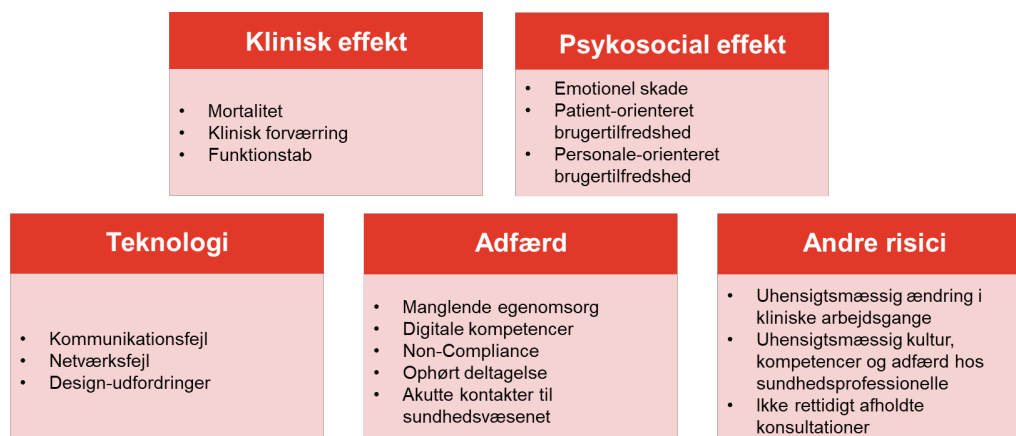 Klinisk effekt
• Mortalitet
• Klinisk forværring
• Funktionstab
Psykosocial effekt
• Emotionel skade
• Patient-orienteret
brugertilfredshed
• Personale-orienteret
brugertilfredshed
Teknologi
• Kommunikationsfejl
• Netværksfejl
• Design-udfordringer
Adfærd
• Manglende egenomsorg
• Digitale kompetencer
• Non-Compliance
• Ophørt deltagelse
• Akutte kontakter til
sundhedsvæsenet
Andre risici
• Uhensigtsmæssig ændring i
kliniske arbejdsgange
• Uhensigtsmæssig kultur,
kompetencer og adfærd hos
sundhedsprofessionelle
• Ikke rettidigt afholdte
konsultationer